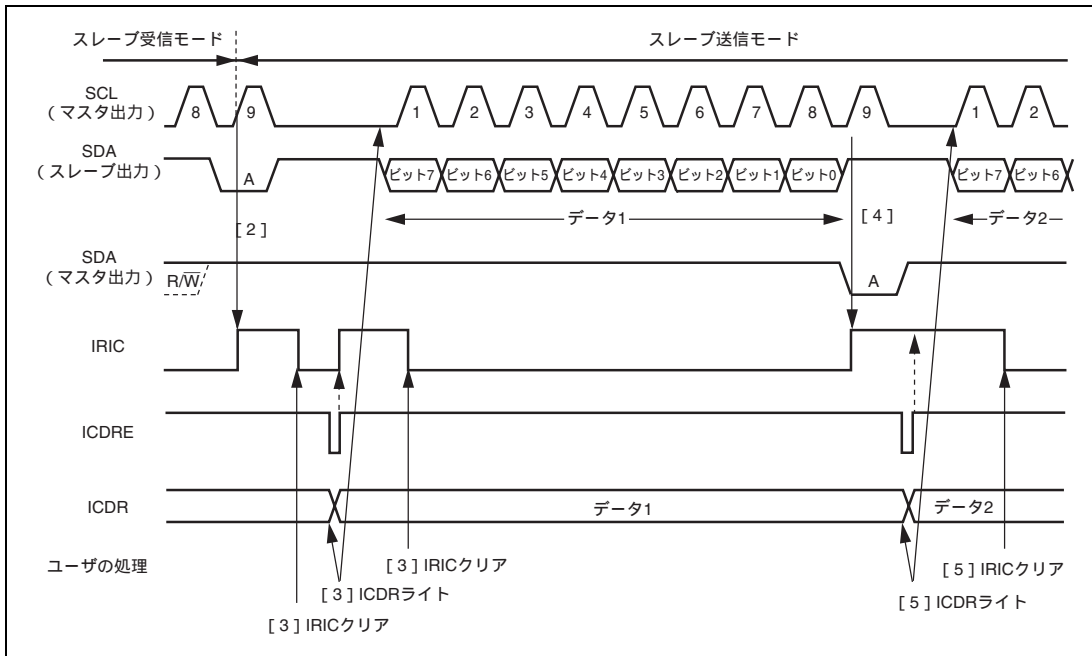 スレーブ受信モード
スレーブ送信モード
SCL
（マスタ出力）
8
9
1
2
3
4
5
6
7
8
9
1
2
SDA
（スレーブ出力）
A
ビット7
ビット6
ビット5
ビット4
ビット3
ビット2
ビット1
ビット0
ビット7
ビット6
[ 2 ]
データ1
[ 4 ]
データ2
SDA
（マスタ出力）
R/W̅
A
IRIC
ICDRE
ICDR
データ1
データ2
ユーザの処理
[ 3 ] IRICクリア
[ 5 ] IRICクリア
[ 3 ] ICDRライト
[ 5 ] ICDRライト
[ 3 ] IRICクリア